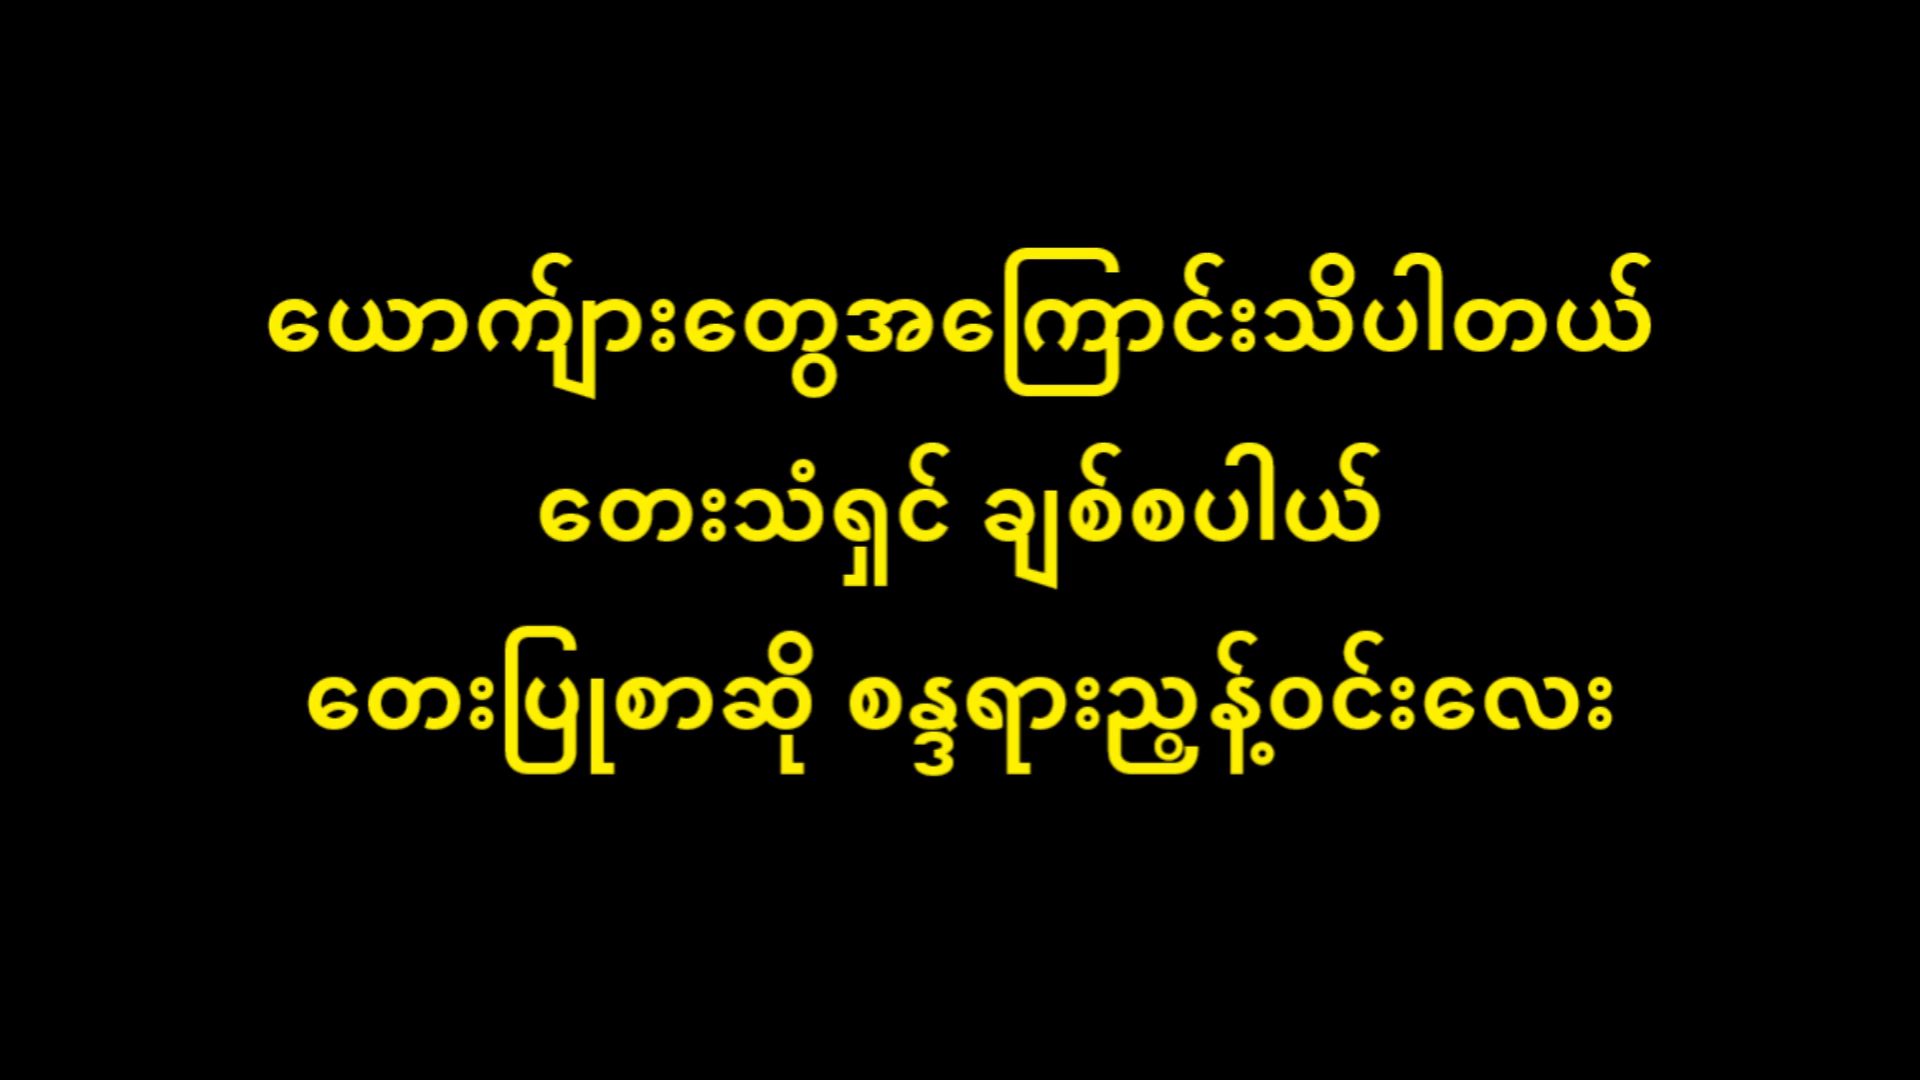 ယောက်ျားတွေအကြောင်းသိပါတယ်
တေးသံရှင် ချစ်စပါယ်
တေးပြုစာဆို စန္ဒရားညွန့်ဝင်းလေး